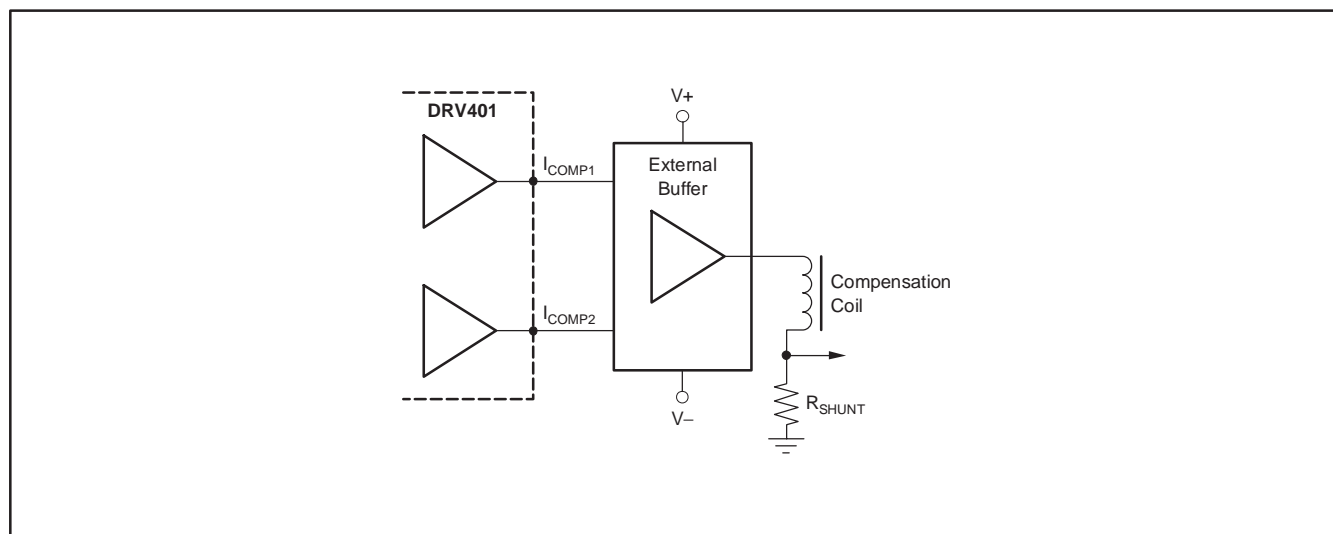 DRV401
V+
I_COMP1
External
Buffer
Compensation
Coil
I_COMP2
R_SHUNT
V–